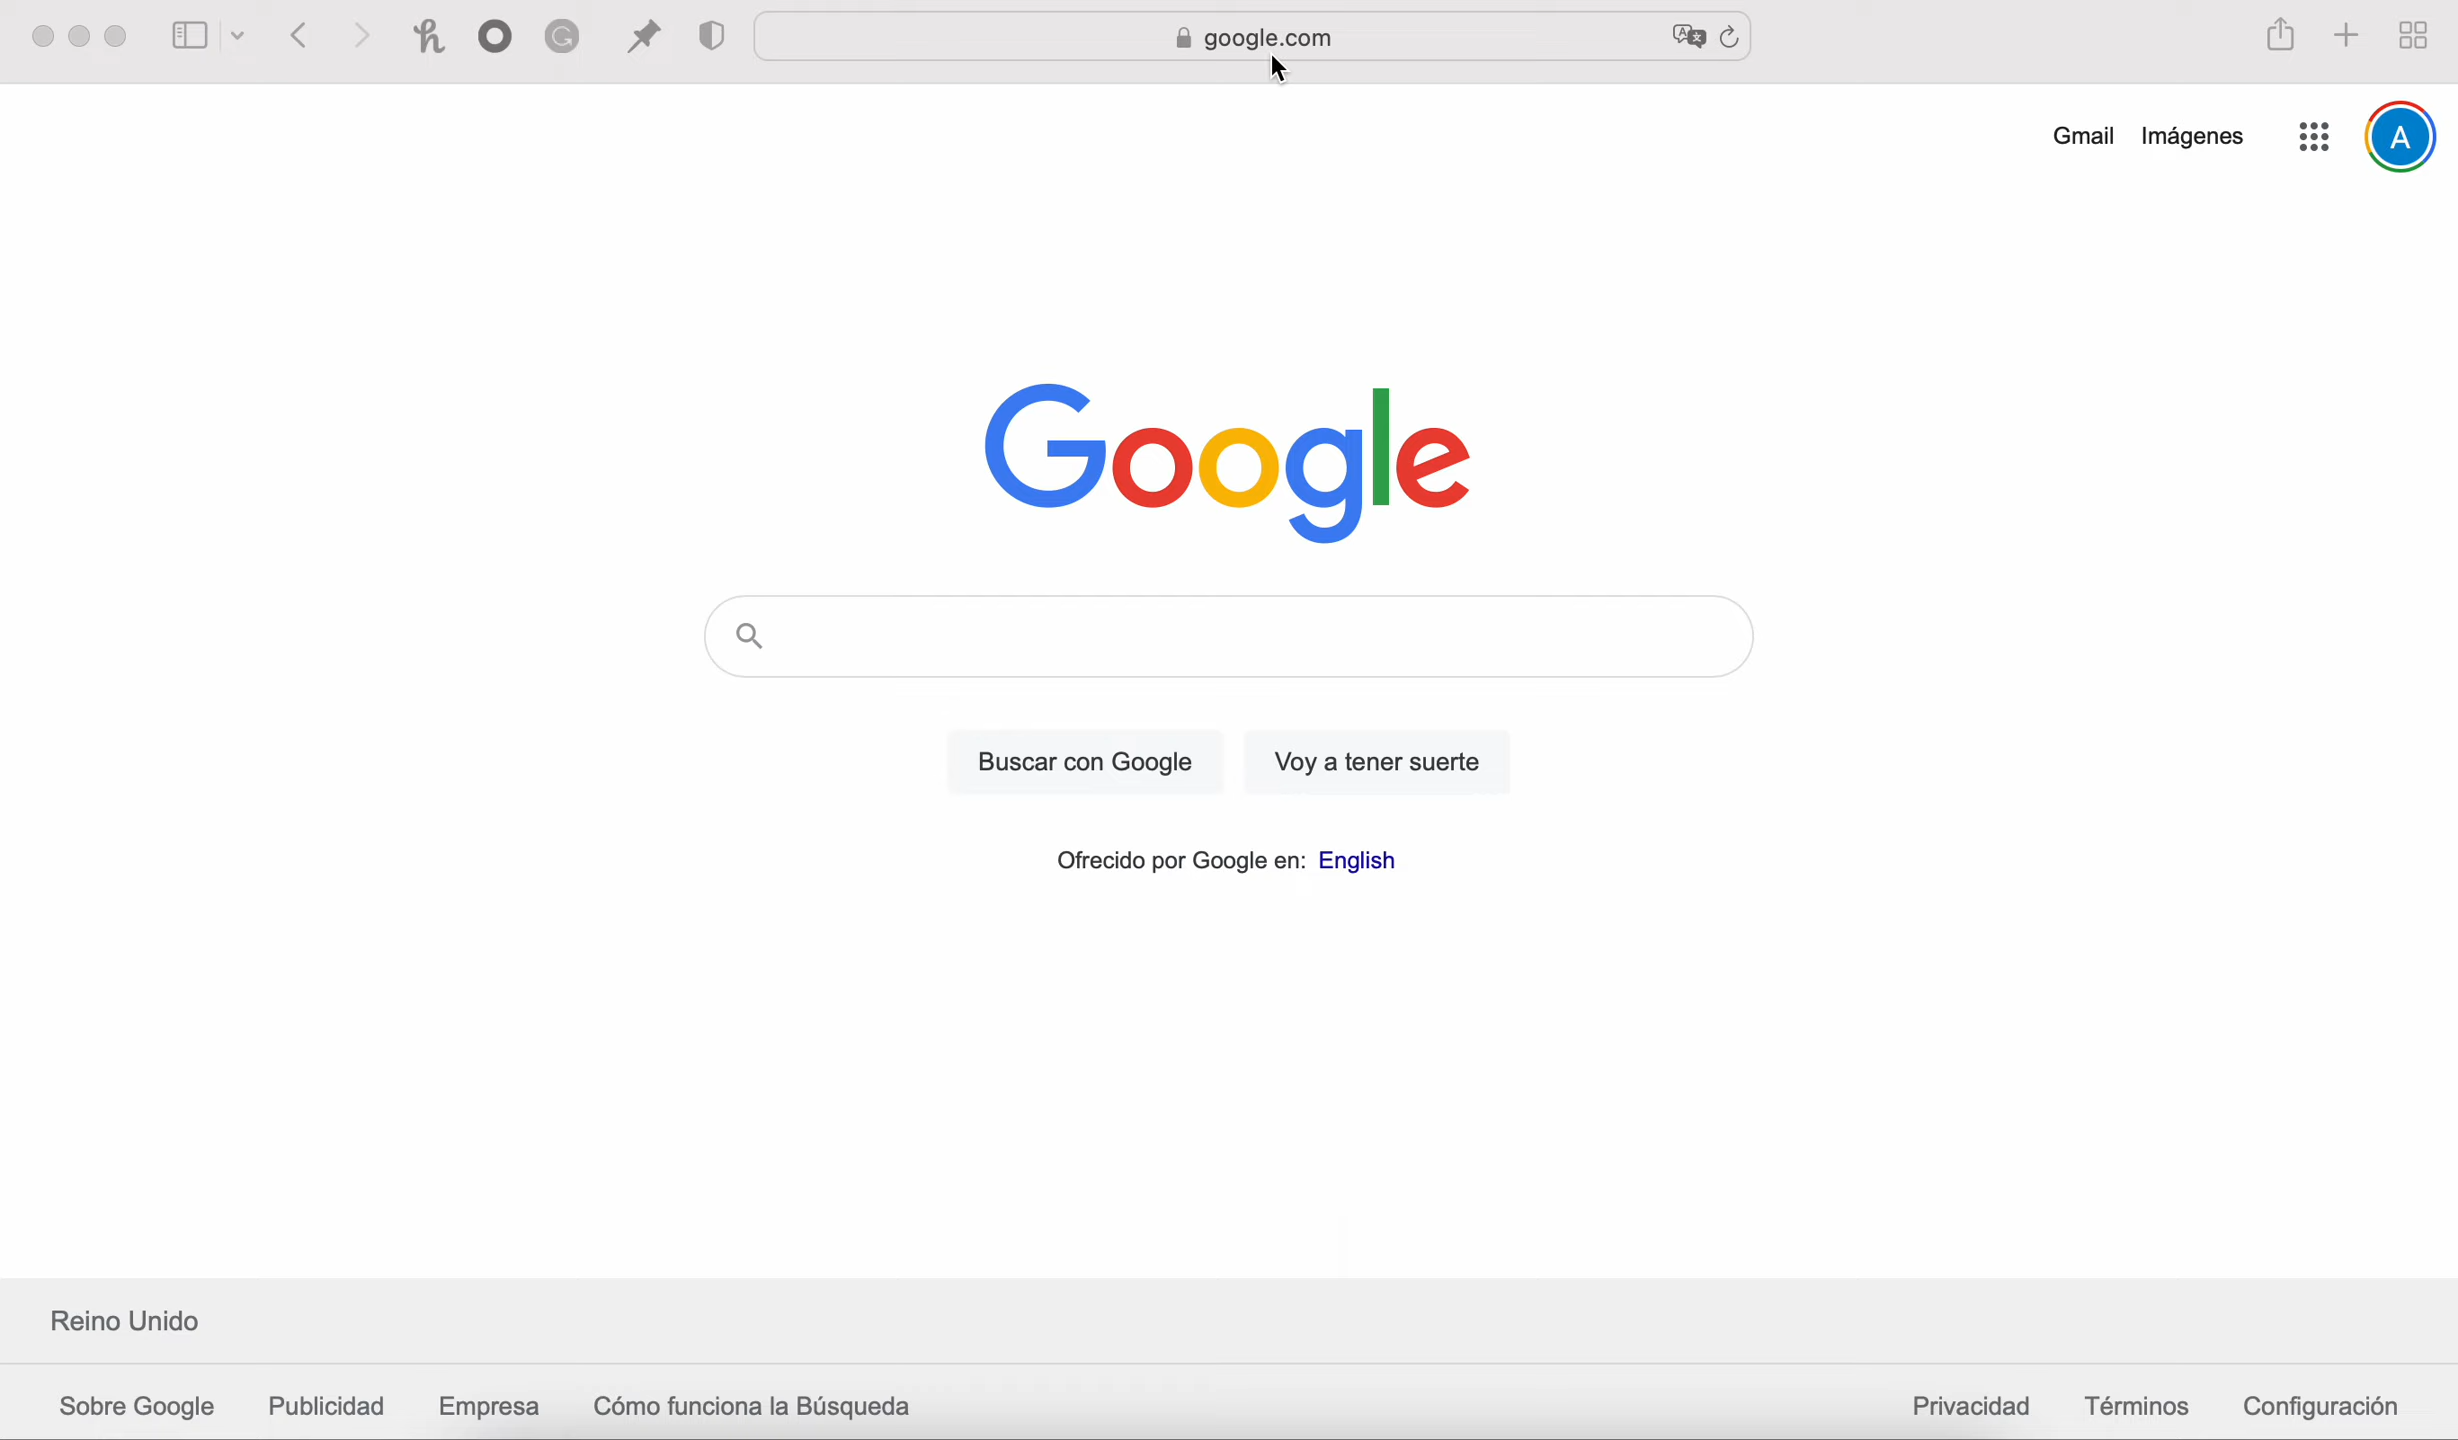 google.com
Gmail Imágenes
A
Google
Buscar con Google Voy a tener suerte
Ofrecido por Google en: English
Reino Unido
Sobre Google Publicidad Empresa Cómo funciona la Búsqueda Privacidad Términos Configuración